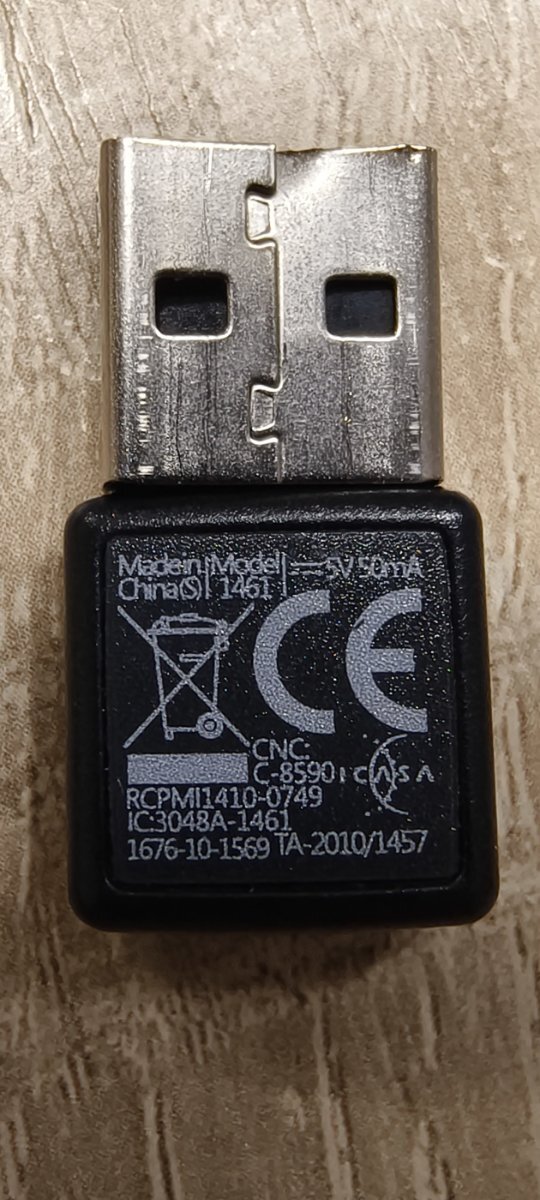 Made in | Model | ⎓ 5V 50mA
China(S) | 1461 |
CE
CNC:
C-8590 ICASA
RCPMI1410-0749
IC:3048A-1461
1676-10-1569 TA-2010/1457